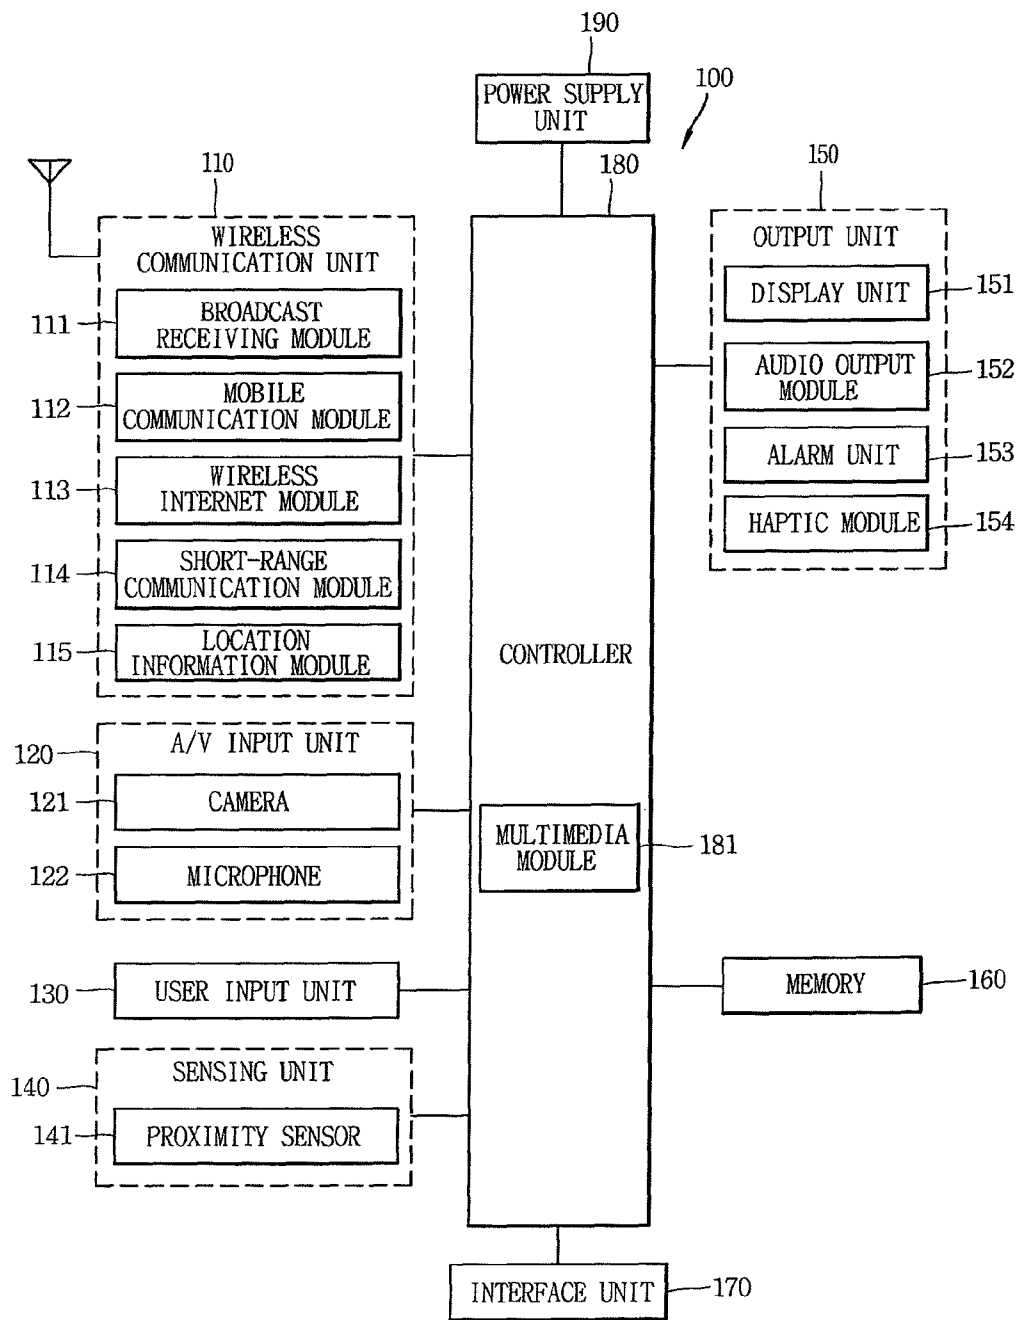 190
POWER SUPPLY
UNIT
100
110
180
150
WIRELESS
COMMUNICATION UNIT
111
BROADCAST
RECEIVING MODULE
112
MOBILE
COMMUNICATION MODULE
113
WIRELESS
INTERNET MODULE
114
SHORT-RANGE
COMMUNICATION MODULE
115
LOCATION
INFORMATION MODULE
120
A/V INPUT UNIT
121
CAMERA
122
MICROPHONE
130
USER INPUT UNIT
140
SENSING UNIT
141
PROXIMITY SENSOR
CONTROLLER
MULTIMEDIA
MODULE
181
OUTPUT UNIT
DISPLAY UNIT
151
AUDIO OUTPUT
MODULE
152
ALARM UNIT
153
HAPTIC MODULE
154
MEMORY
160
INTERFACE UNIT
170